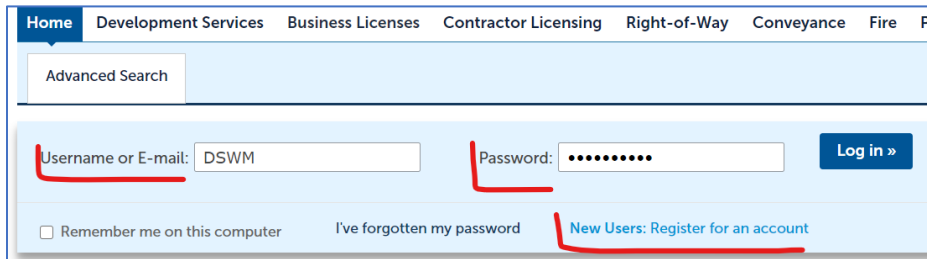 Home Development Services Business Licenses Contractor Licensing Right-of-Way Conveyance Fire
Advanced Search
Username or E-mail: DSWM Password: •••••••••• Log in »
Remember me on this computer I've forgotten my password New Users: Register for an account